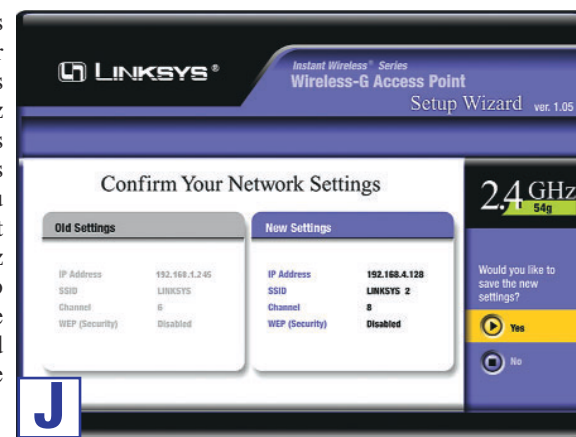 LINKSYS®
Instant Wireless® Series
Wireless-G Access Point
Setup Wizard ver. 1.05
Confirm Your Network Settings
2.4 GHz
54g
Old Settings
IP Address 192.168.1.245
SSID LINKSYS
Channel 6
WEP (Security) Disabled
New Settings
IP Address 192.168.4.128
SSID LINKSYS 2
Channel 8
WEP (Security) Disabled
Would you like to
save the new
settings?
Yes
No
J